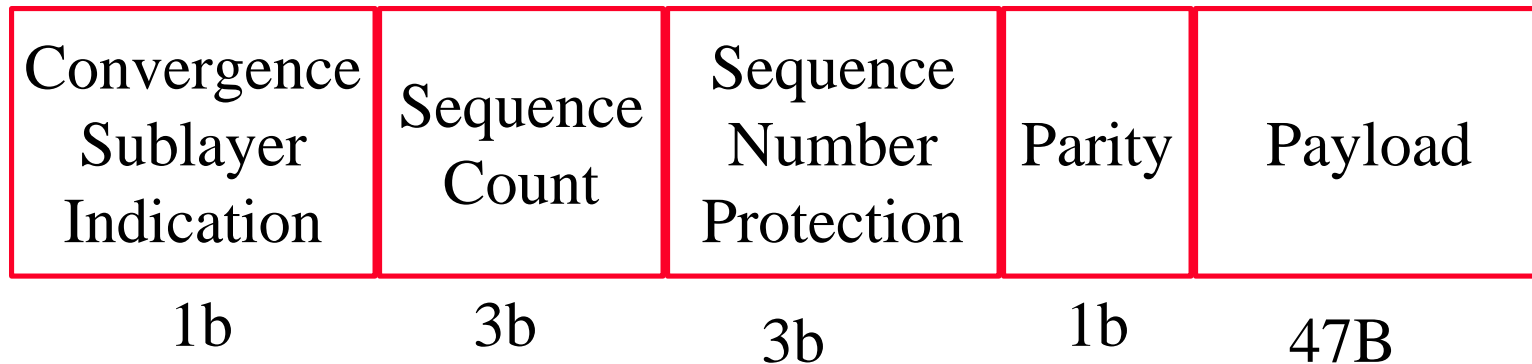 Convergence
Sublayer
Indication
Sequence
Count
Sequence
Number
Protection
Parity
Payload
1b
3b
3b
1b
47B